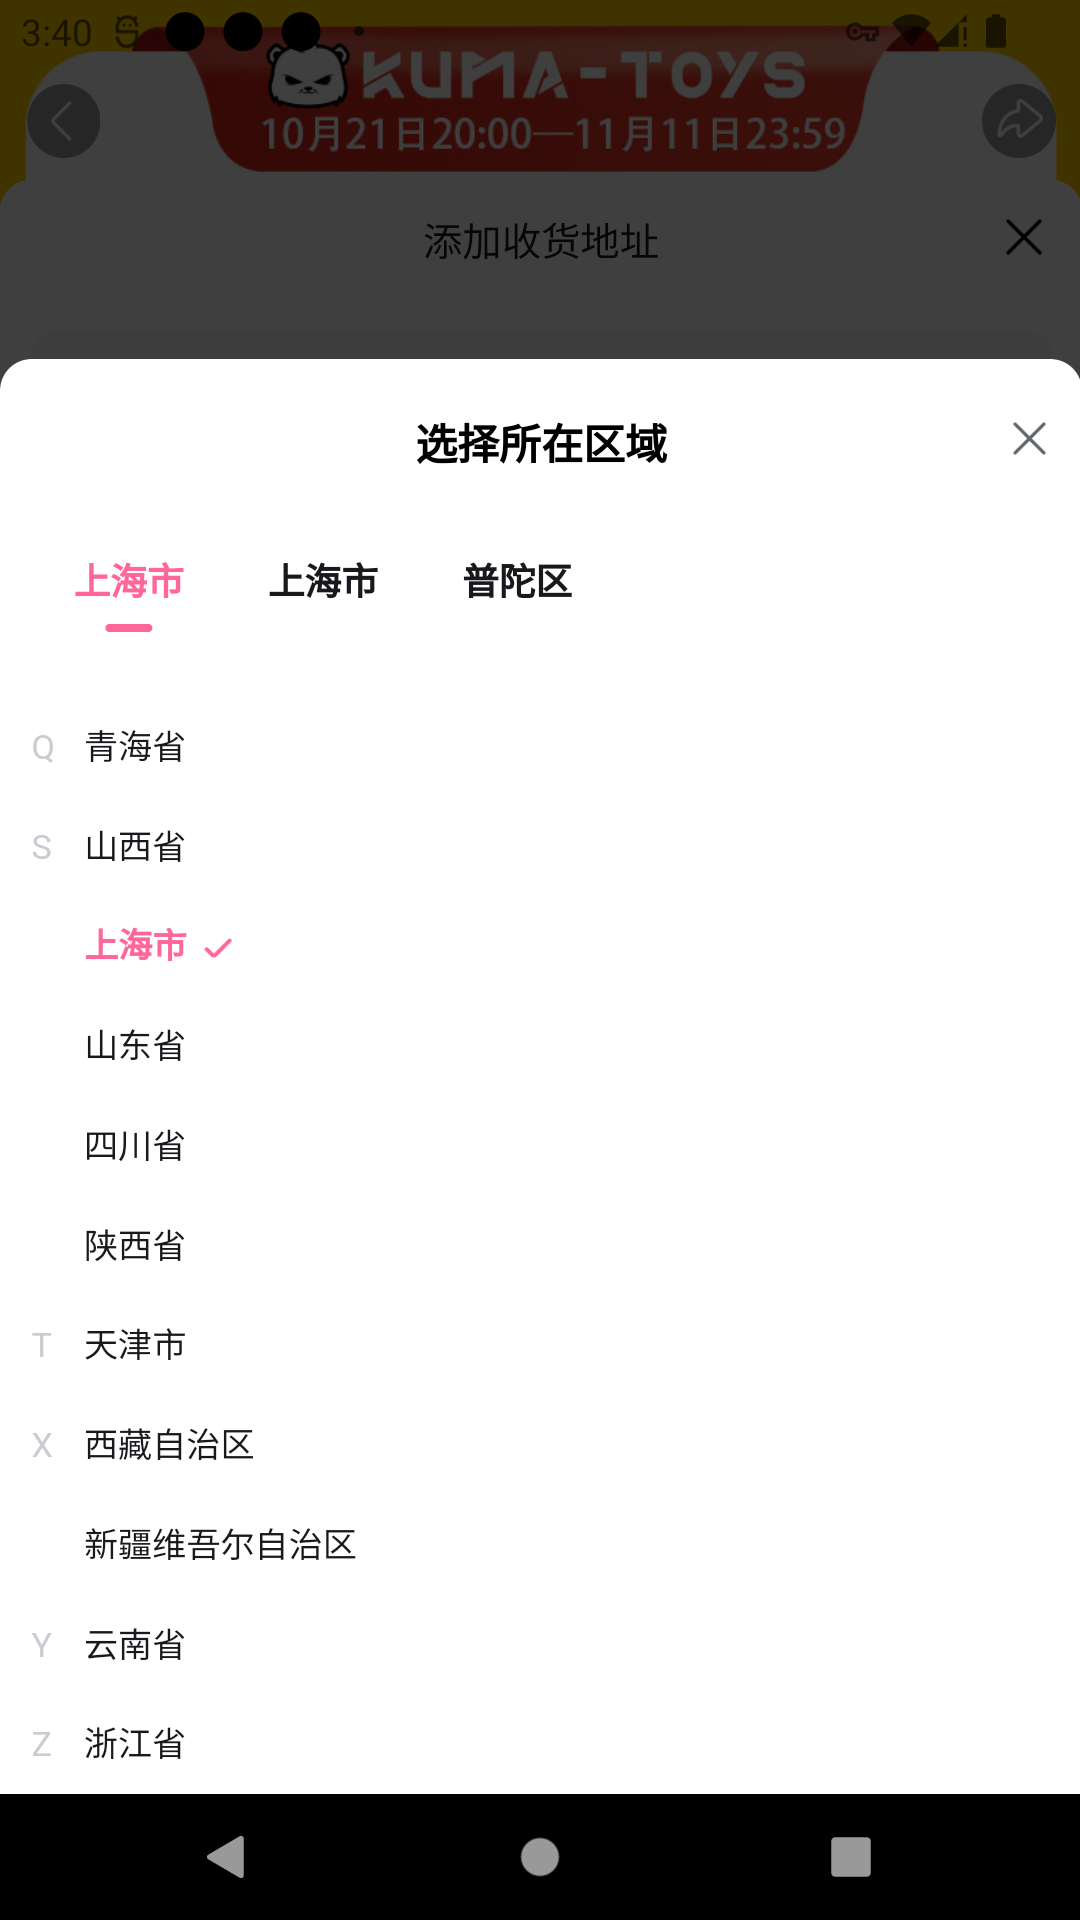 3:40
KUMA-TOYS
10月21日20:00—11月11日23:59
添加收货地址
选择所在区域
上海市 上海市 普陀区
Q 青海省
S 山西省
上海市
山东省
四川省
陕西省
T 天津市
X 西藏自治区
新疆维吾尔自治区
Y 云南省
Z 浙江省